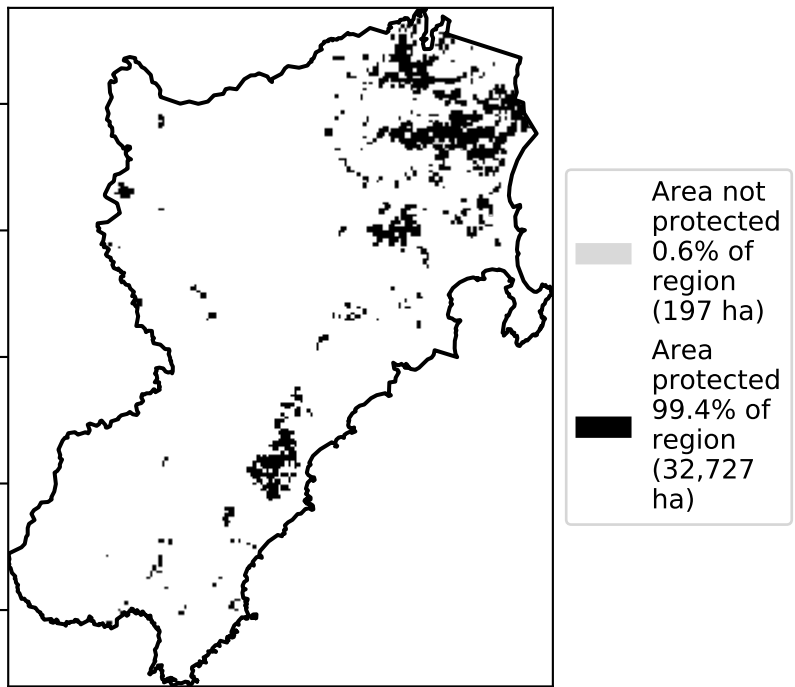 Area not
protected
0.6% of
region
(197 ha)
Area
protected
99.4% of
region
(32,727
ha)